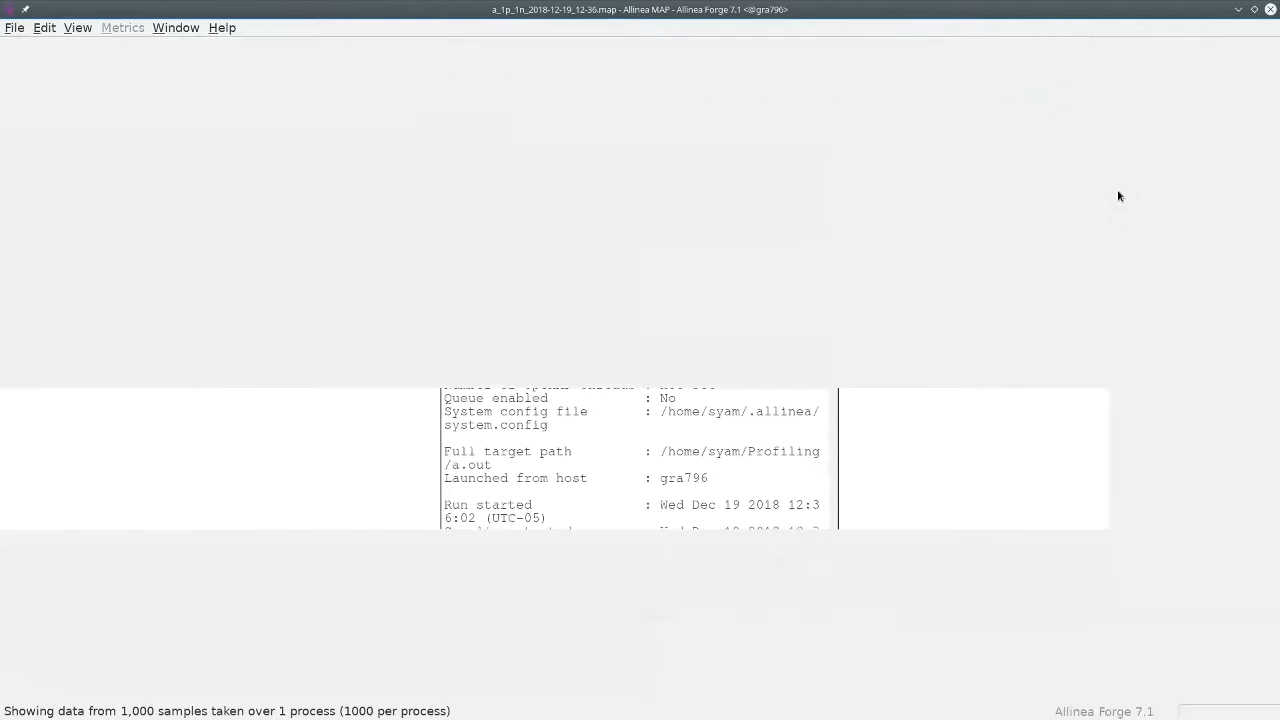 a_1p_1n_2018-12-19_12-36.map - Allinea MAP - Allinea Forge 7.1 <@gra796>
File Edit View Metrics Window Help
Queue enabled : No
System config file : /home/syam/.allinea/
system.config
Full target path : /home/syam/Profiling
/a.out
Launched from host : gra796
Run started : Wed Dec 19 2018 12:3
6:02 (UTC-05)
Showing data from 1,000 samples taken over 1 process (1000 per process)
Allinea Forge 7.1